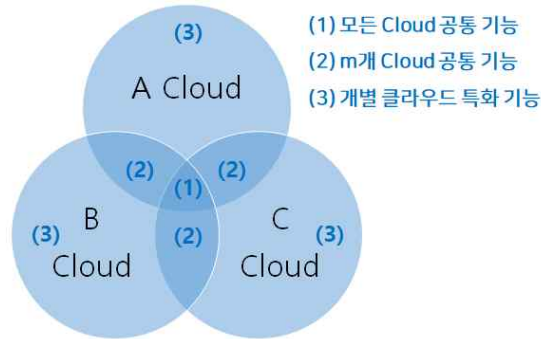 (3)
A Cloud
(1) 모든 Cloud 공통 기능
(2) m개 Cloud 공통 기능
(3) 개별 클라우드 특화 기능
(2)
(1)
(2)
(3)
B
Cloud
(2)
C
Cloud
(3)